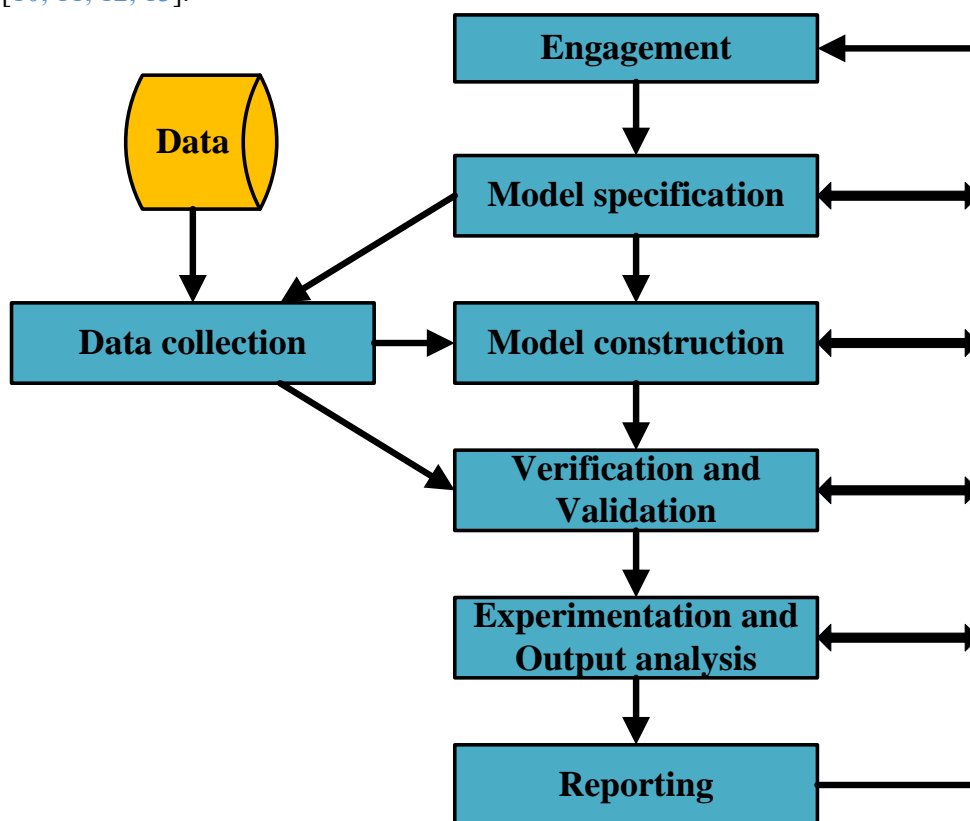 Engagement
Data
Model specification
Data collection
Model construction
Verification and
Validation
Experimentation and
Output analysis
Reporting